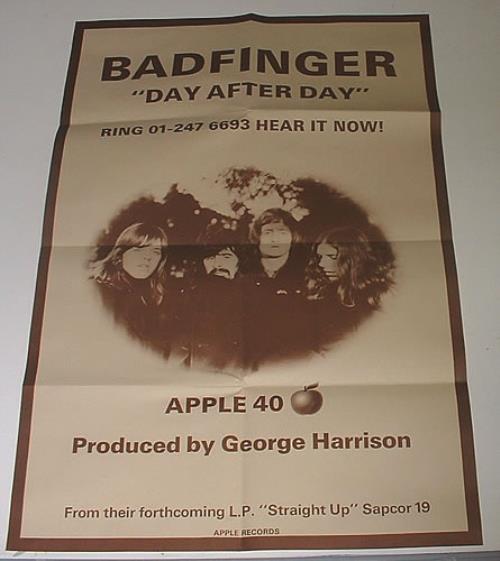 BADFINGER
"DAY AFTER DAY"
RING 01-247 6693 HEAR IT NOW!
APPLE 40
Produced by George Harrison
From their forthcoming L.P. "Straight Up" Sapcor 19
APPLE RECORDS